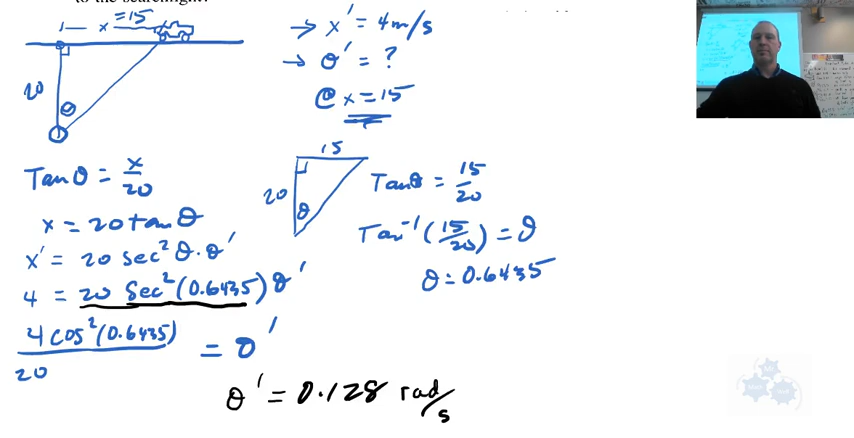 to the searchlight?
x = 15
→ x' = 4 m/s
→ θ' = ?
@ x = 15
20
θ
15
20
θ
Tan θ = x/20
Tan θ = 15/20
x = 20 tan θ
Tan⁻¹(15/20) = θ
x' = 20 sec² θ · θ'
θ = 0.6435
4 = 20 sec²(0.6435) θ'
4 cos²(0.6435)/20 = θ'
θ' = 0.128 rad/s